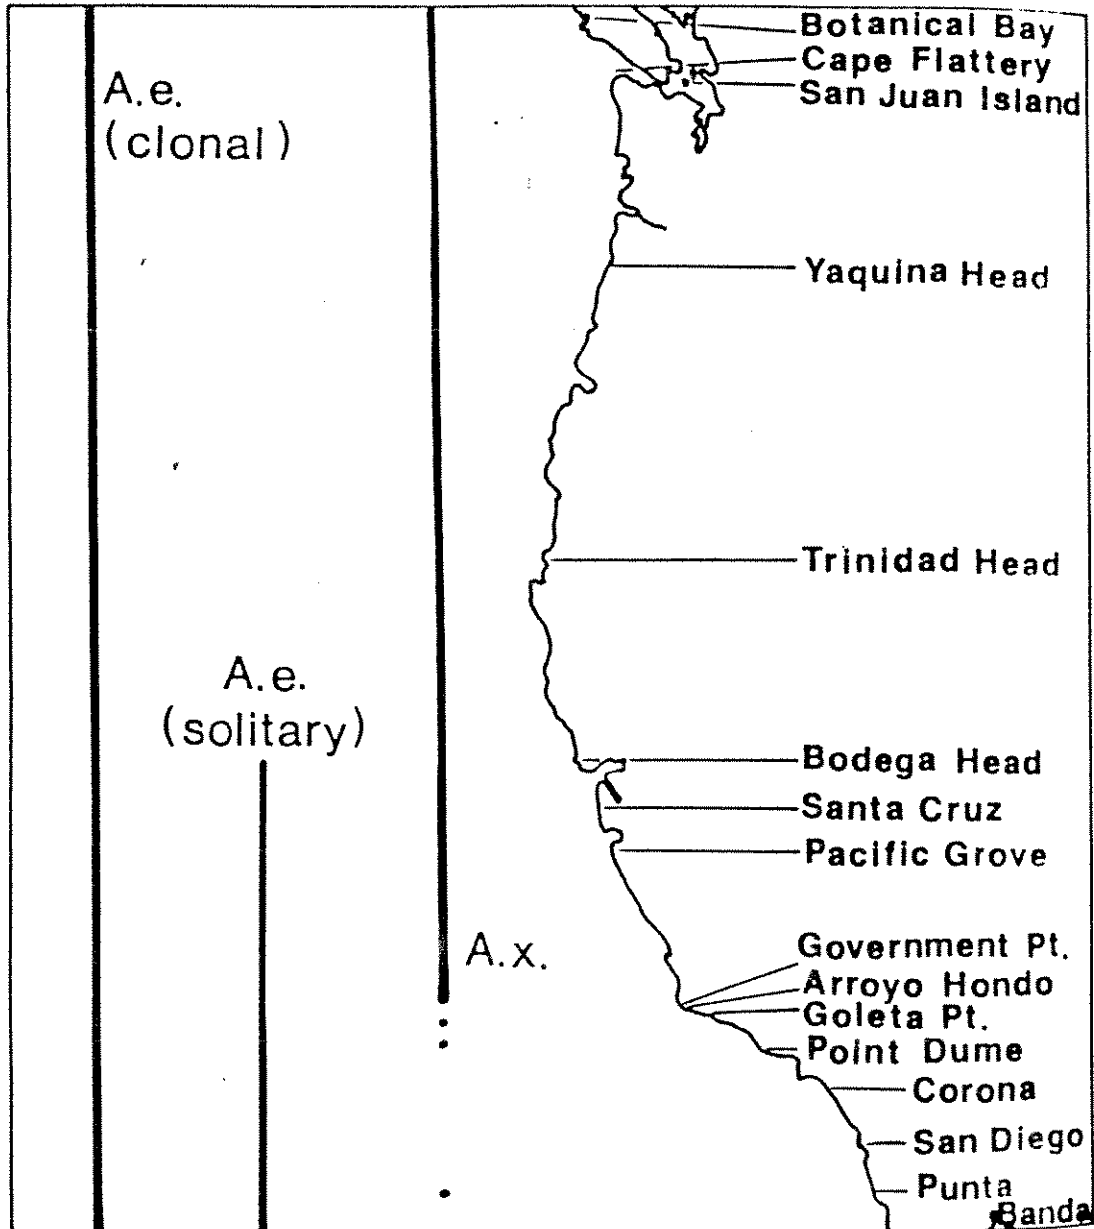 A.e.
(clonal)
A.e.
(solitary)
A.x.
Botanical Bay
Cape Flattery
San Juan Island
Yaquina Head
Trinidad Head
Bodega Head
Santa Cruz
Pacific Grove
Government Pt.
Arroyo Hondo
Goleta Pt.
Point Dume
Corona
San Diego
Punta
Banda